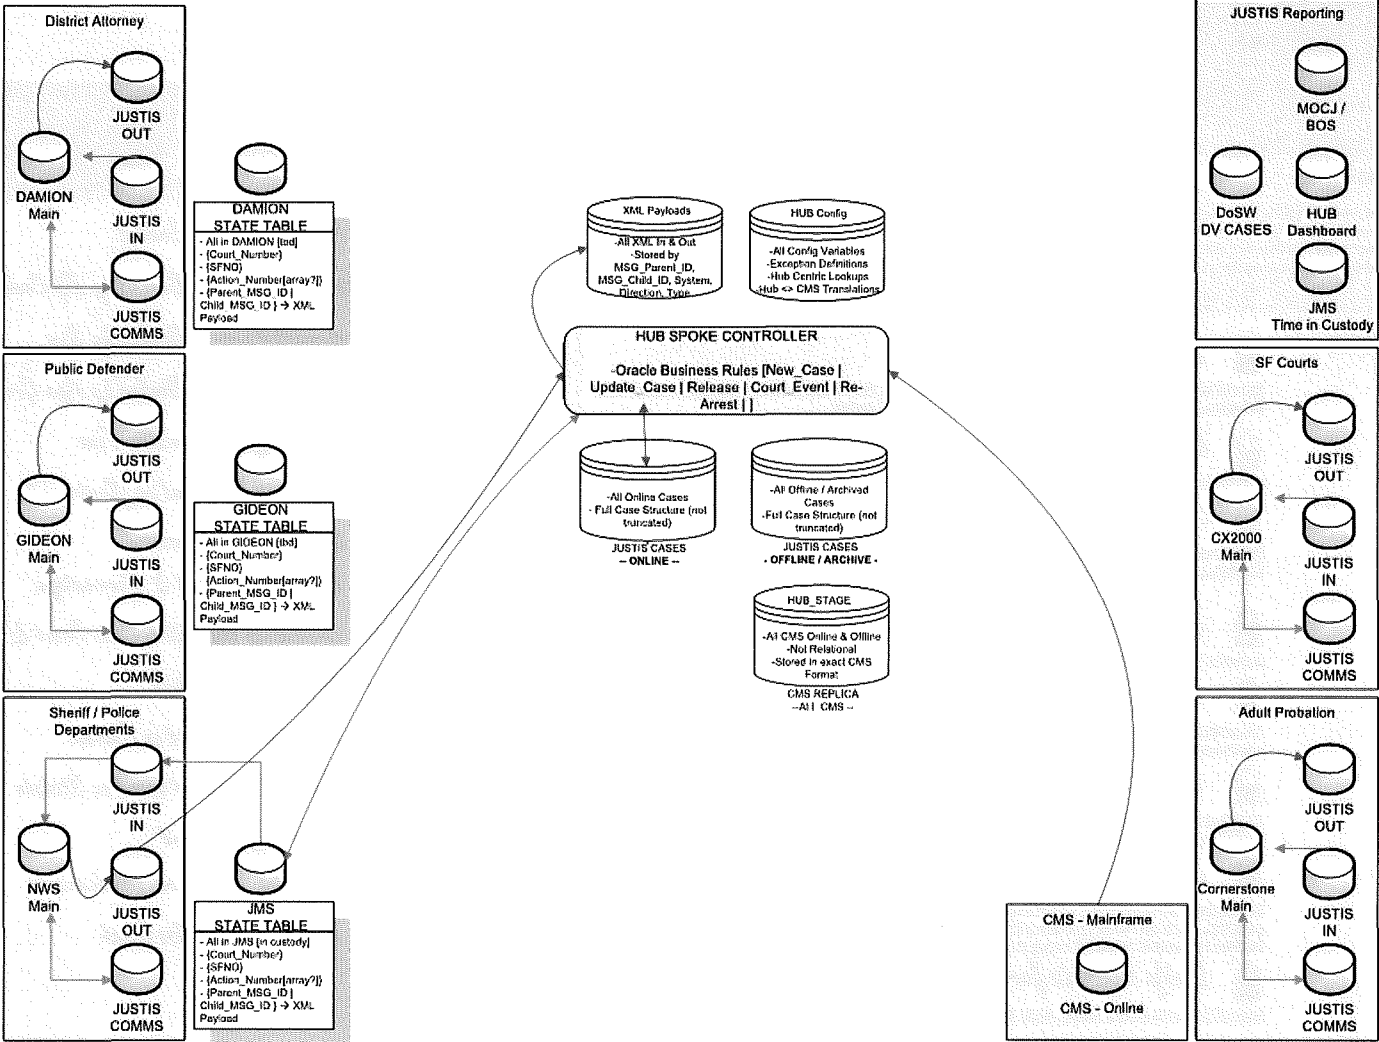 District Attorney
JUSTIS
OUT
DAMION
Main
JUSTIS
IN
JUSTIS
COMMS
DAMION
STATE TABLE
- All in DAMION [tbd]
- {Court_Number}
- {SFNO}
- {Action_Number[array?]}
- {Parent_MSG_ID |
Child_MSG_ID } → XML
Payload
Public Defender
JUSTIS
OUT
GIDEON
Main
JUSTIS
IN
JUSTIS
COMMS
GIDEON
STATE TABLE
- All in GIDEON [tbd]
- {Court_Number}
- {SFNO}
- {Action_Number[array?]}
- {Parent_MSG_ID |
Child_MSG_ID } → XML
Payload
Sheriff / Police
Departments
JUSTIS
IN
NWS
Main
JUSTIS
OUT
JUSTIS
COMMS
JMS
STATE TABLE
- All in JMS [in custody]
- {Court_Number}
- {SFNO}
- {Action_Number[array?]}
- {Parent_MSG_ID |
Child_MSG_ID } → XML
Payload
XML Payloads
-All XML In & Out
-Stored by
MSG_Parent_ID,
MSG_Child_ID, System,
Direction, Type
HUB Config
-All Config Variables
-Exception Definitions
-Hub Centric Lookups
-Hub <> CMS Translations
HUB SPOKE CONTROLLER
-Oracle Business Rules [New_Case |
Update_Case | Release | Court_Event | Re-
Arrest | ]
-All Online Cases
- Full Case Structure (not
truncated)
JUSTIS CASES
-- ONLINE --
-All Offline / Archived
Cases
-Full Case Structure (not
truncated)
JUSTIS CASES
- OFFLINE / ARCHIVE -
HUB_STAGE
-All CMS Online & Offline
-Not Relational
-Stored in exact CMS
Format
CMS REPLICA
--ALL CMS --
CMS - Mainframe
CMS - Online
JUSTIS Reporting
MOCJ /
BOS
DoSW
DV CASES
HUB
Dashboard
JMS
Time in Custody
SF Courts
JUSTIS
OUT
CX2000
Main
JUSTIS
IN
JUSTIS
COMMS
Adult Probation
JUSTIS
OUT
Cornerstone
Main
JUSTIS
IN
JUSTIS
COMMS